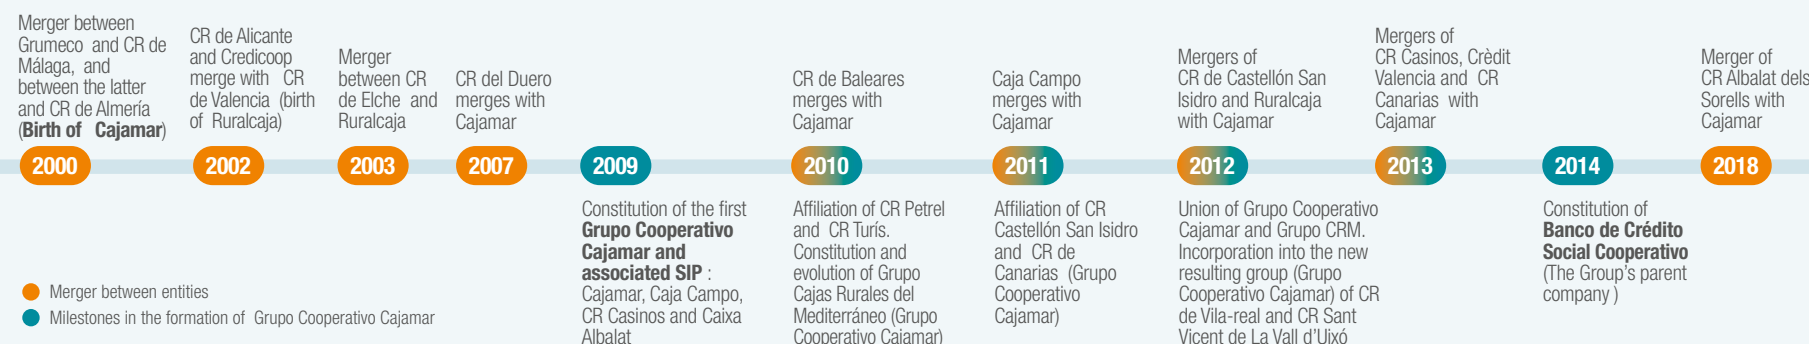 Merger between
Grumeco and CR de
Málaga, and
between the latter
and CR de Almería
(Birth of Cajamar)
2000
CR de Alicante
and Credicoop
merge with CR
de Valencia (birth
of Ruralcaja)
2002
Merger
between CR
de Elche and
Ruralcaja
2003
CR del Duero
merges with
Cajamar
2007
2009
Constitution of the first
Grupo Cooperativo
Cajamar and
associated SIP :
Cajamar, Caja Campo,
CR Casinos and Caixa
Albalat
CR de Baleares
merges with
Cajamar
2010
Affiliation of CR Petrel
and CR Turís.
Constitution and
evolution of Grupo
Cajas Rurales del
Mediterráneo (Grupo
Cooperativo Cajamar)
Caja Campo
merges with
Cajamar
2011
Affiliation of CR
Castellón San Isidro
and CR de
Canarias (Grupo
Cooperativo
Cajamar)
Mergers of
CR de Castellón San
Isidro and Ruralcaja
with Cajamar
2012
Union of Grupo Cooperativo
Cajamar and Grupo CRM.
Incorporation into the new
resulting group (Grupo
Cooperativo Cajamar) of CR
de Vila-real and CR Sant
Vicent de La Vall d'Uixó
Mergers of
CR Casinos, Crèdit
Valencia and CR
Canarias with
Cajamar
2013
2014
Constitution of
Banco de Crédito
Social Cooperativo
(The Group's parent
company )
Merger of
CR Albalat dels
Sorells with
Cajamar
2018
Merger between entities
Milestones in the formation of Grupo Cooperativo Cajamar